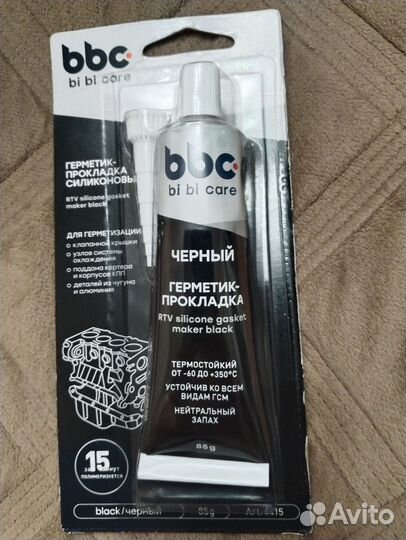 bbc
bi bi care
ГЕРМЕТИК-
ПРОКЛАДКА
СИЛИКОНОВЫ
RTV silicone gasket
maker black
ДЛЯ ГЕРМЕТИЗАЦИИ
клапанной крышки
узлов системы
охлаждения
поддона картера
и корпусов КПП
деталей из чугуна и
алюминия
15
полимеризуется
black/черный
85g
bbc
bi bi care
ЧЕРНЫЙ
ГЕРМЕТИК-
ПРОКЛАДКА
RTV silicone gasket
maker black
ТЕРМОСТОЙКИЙ
ОТ -60 ДО +350°C
УСТОЙЧИВ КО ВСЕМ
ВИДАМ ГСМ
НЕЙТРАЛЬНЫЙ
ЗАПАХ
85g
Avito